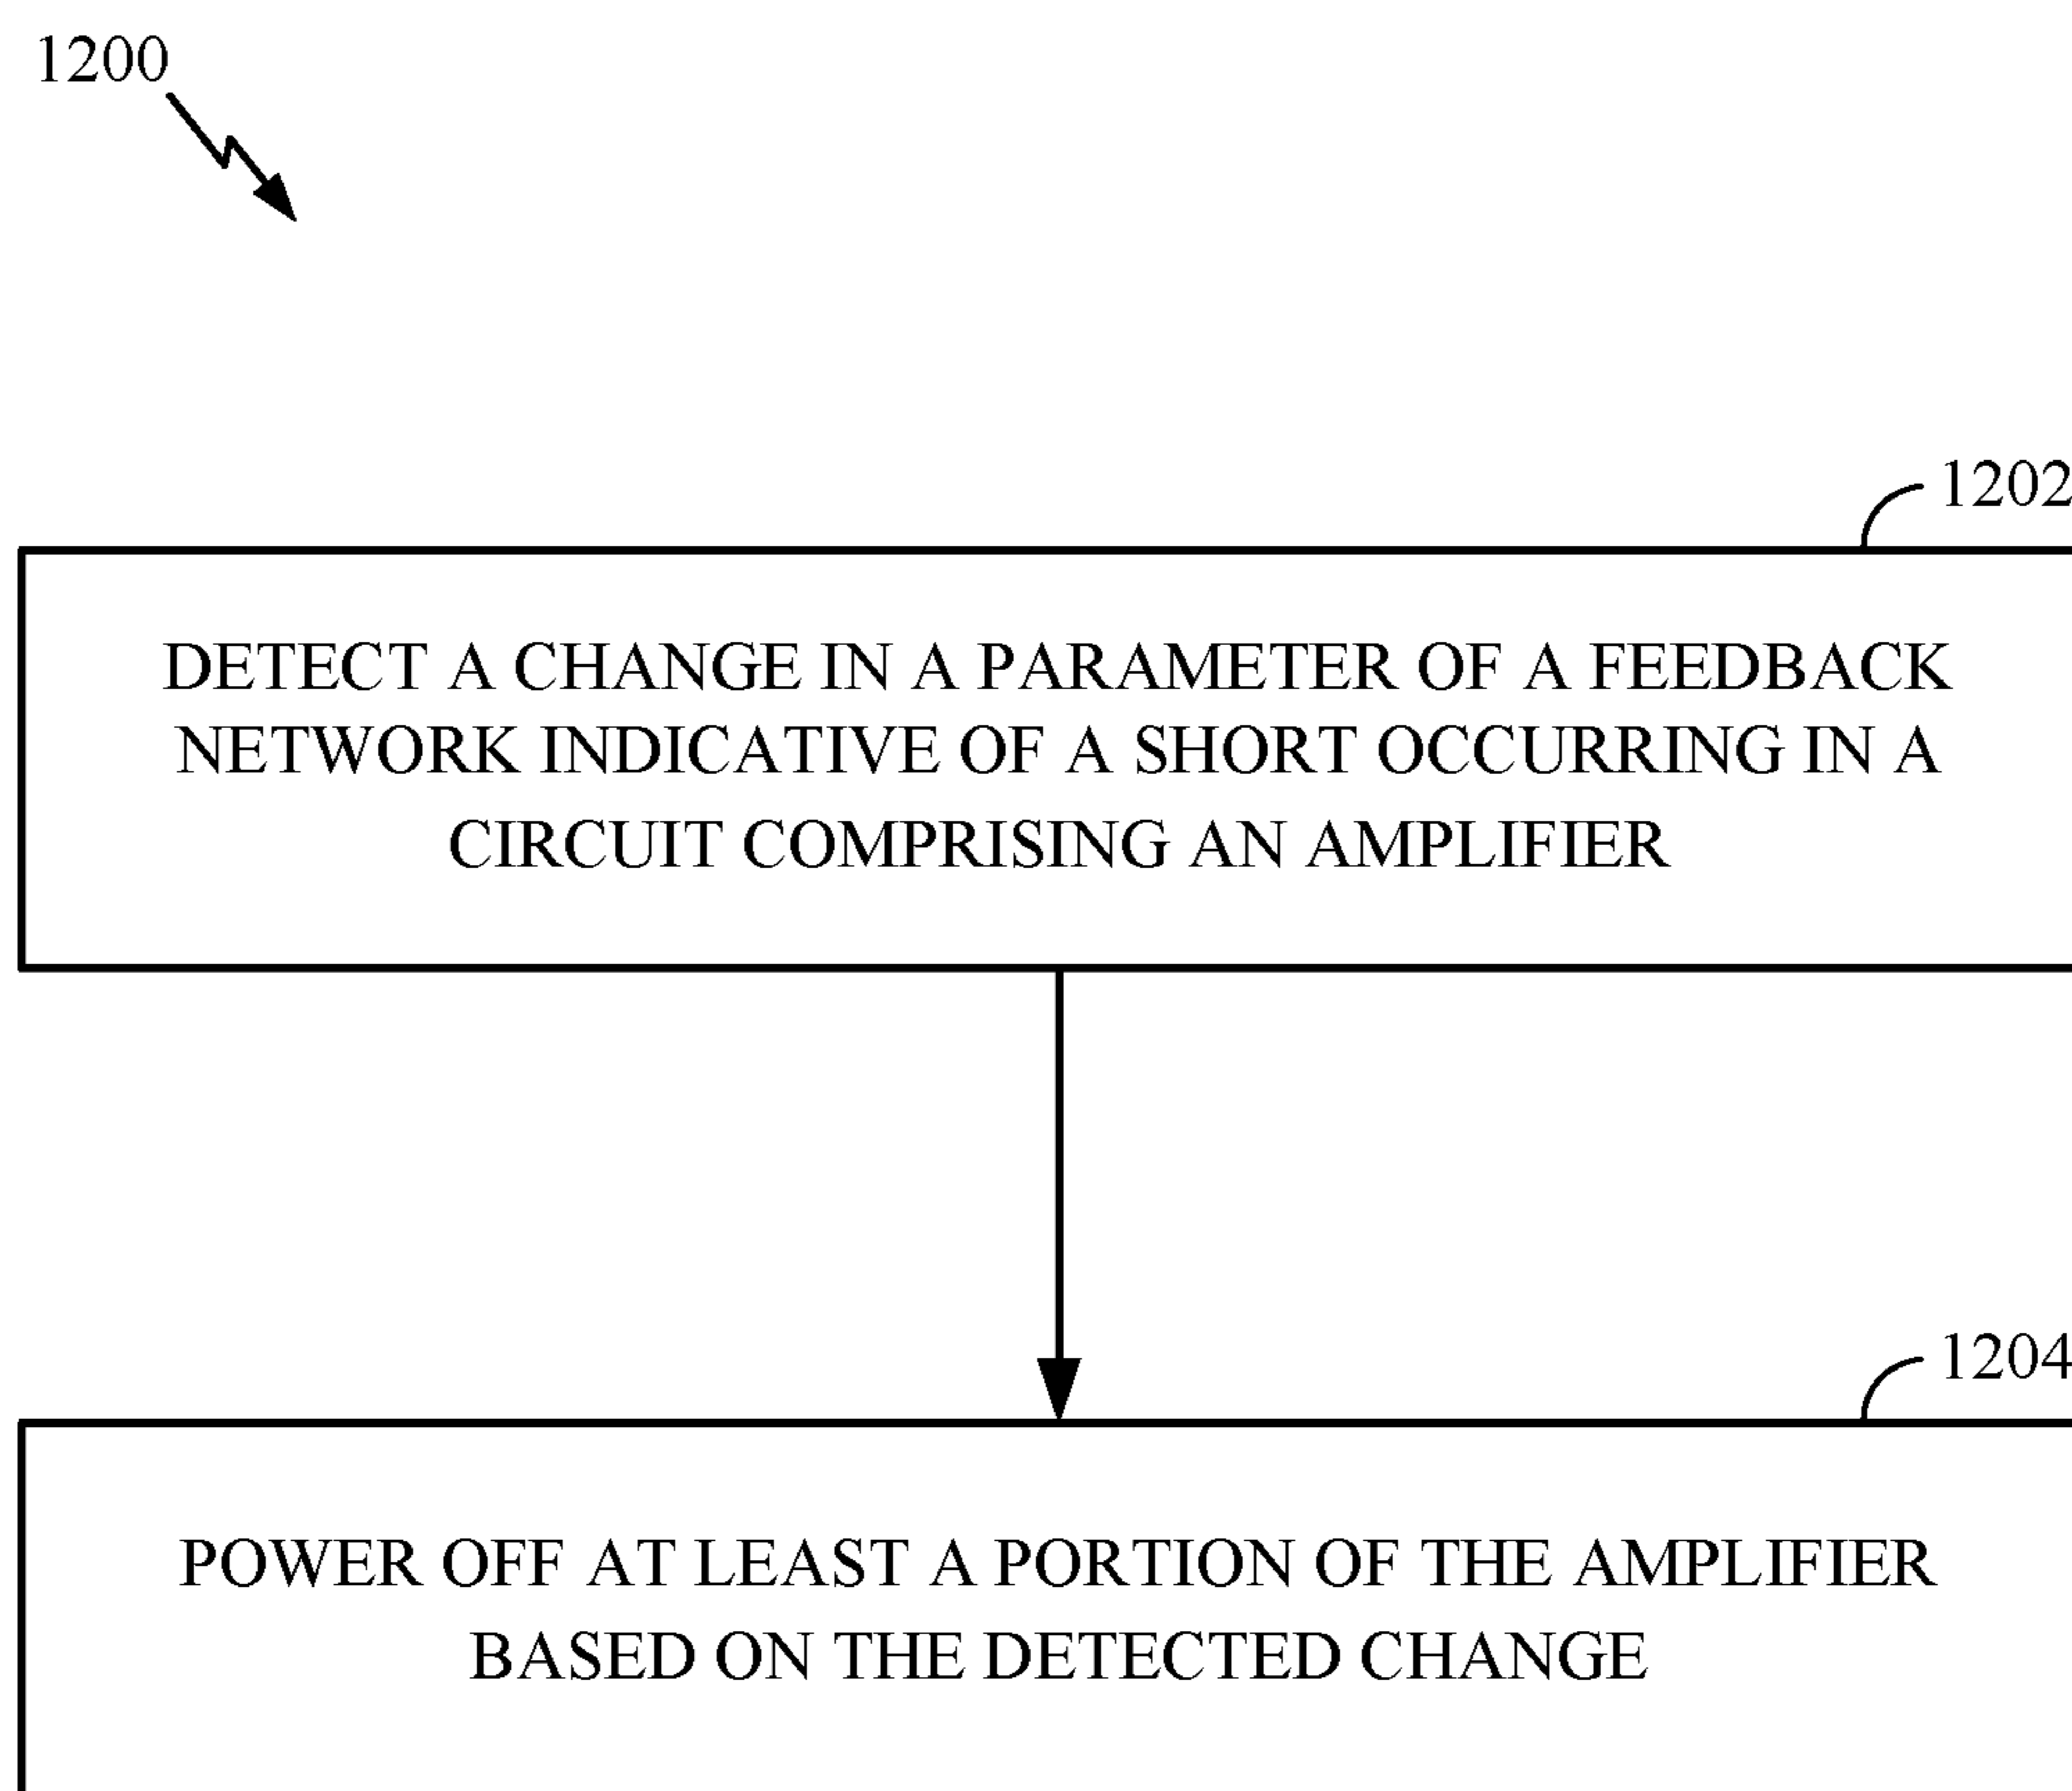 1200
1202
DETECT A CHANGE IN A PARAMETER OF A FEEDBACK
NETWORK INDICATIVE OF A SHORT OCCURRING IN A
CIRCUIT COMPRISING AN AMPLIFIER
1204
POWER OFF AT LEAST A PORTION OF THE AMPLIFIER
BASED ON THE DETECTED CHANGE